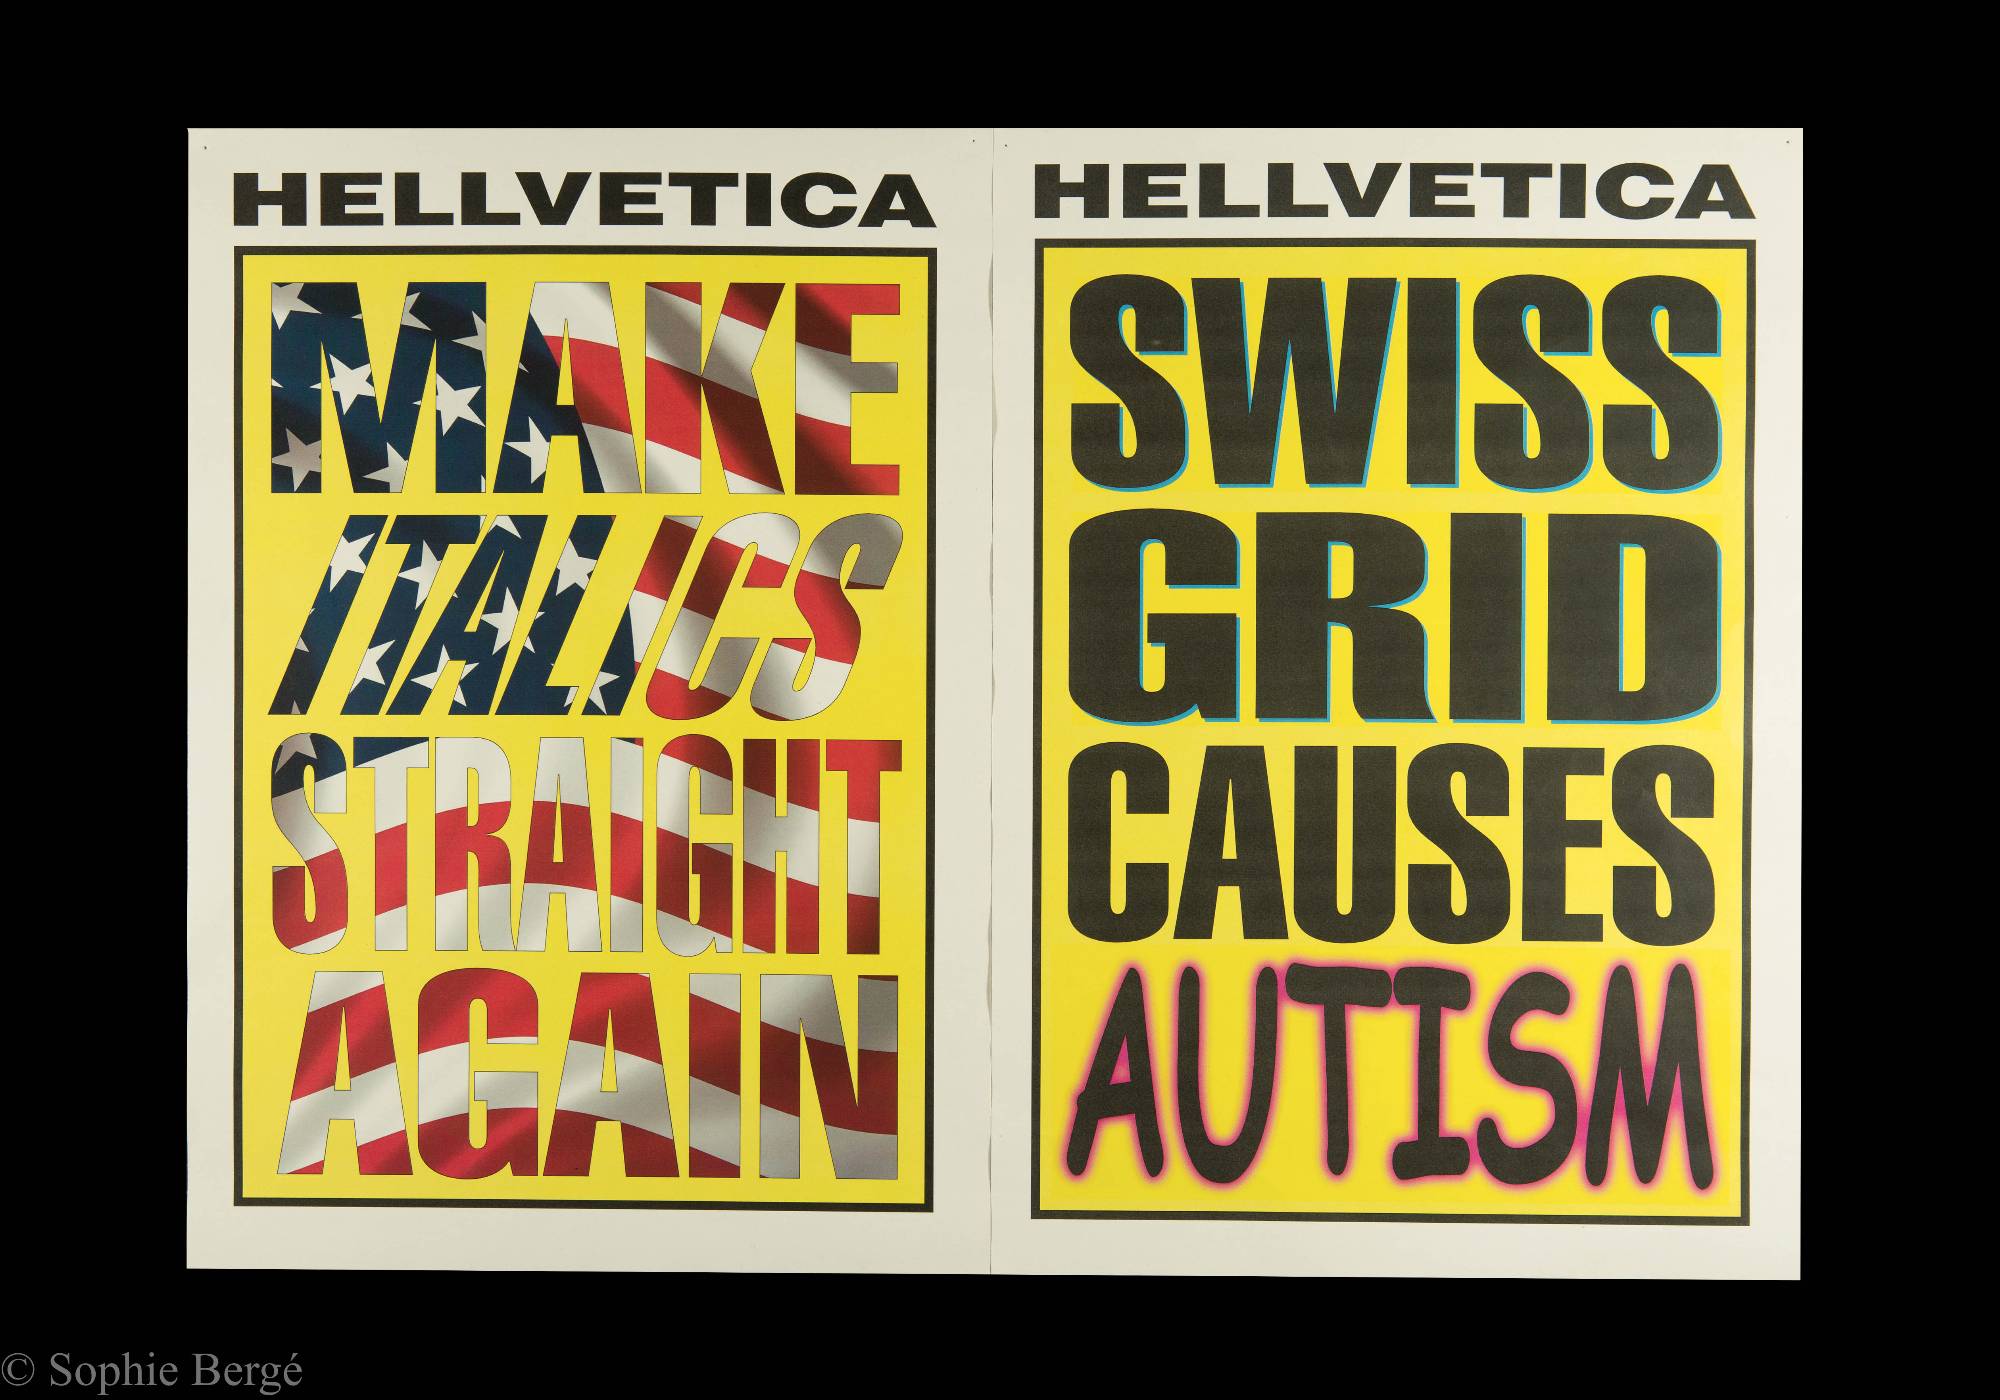 HELLVETICA
MAKE
ITALICS
STRAIGHT
AGAIN
HELLVETICA
SWISS
GRID
CAUSES
AUTISM
© Sophie Bergé